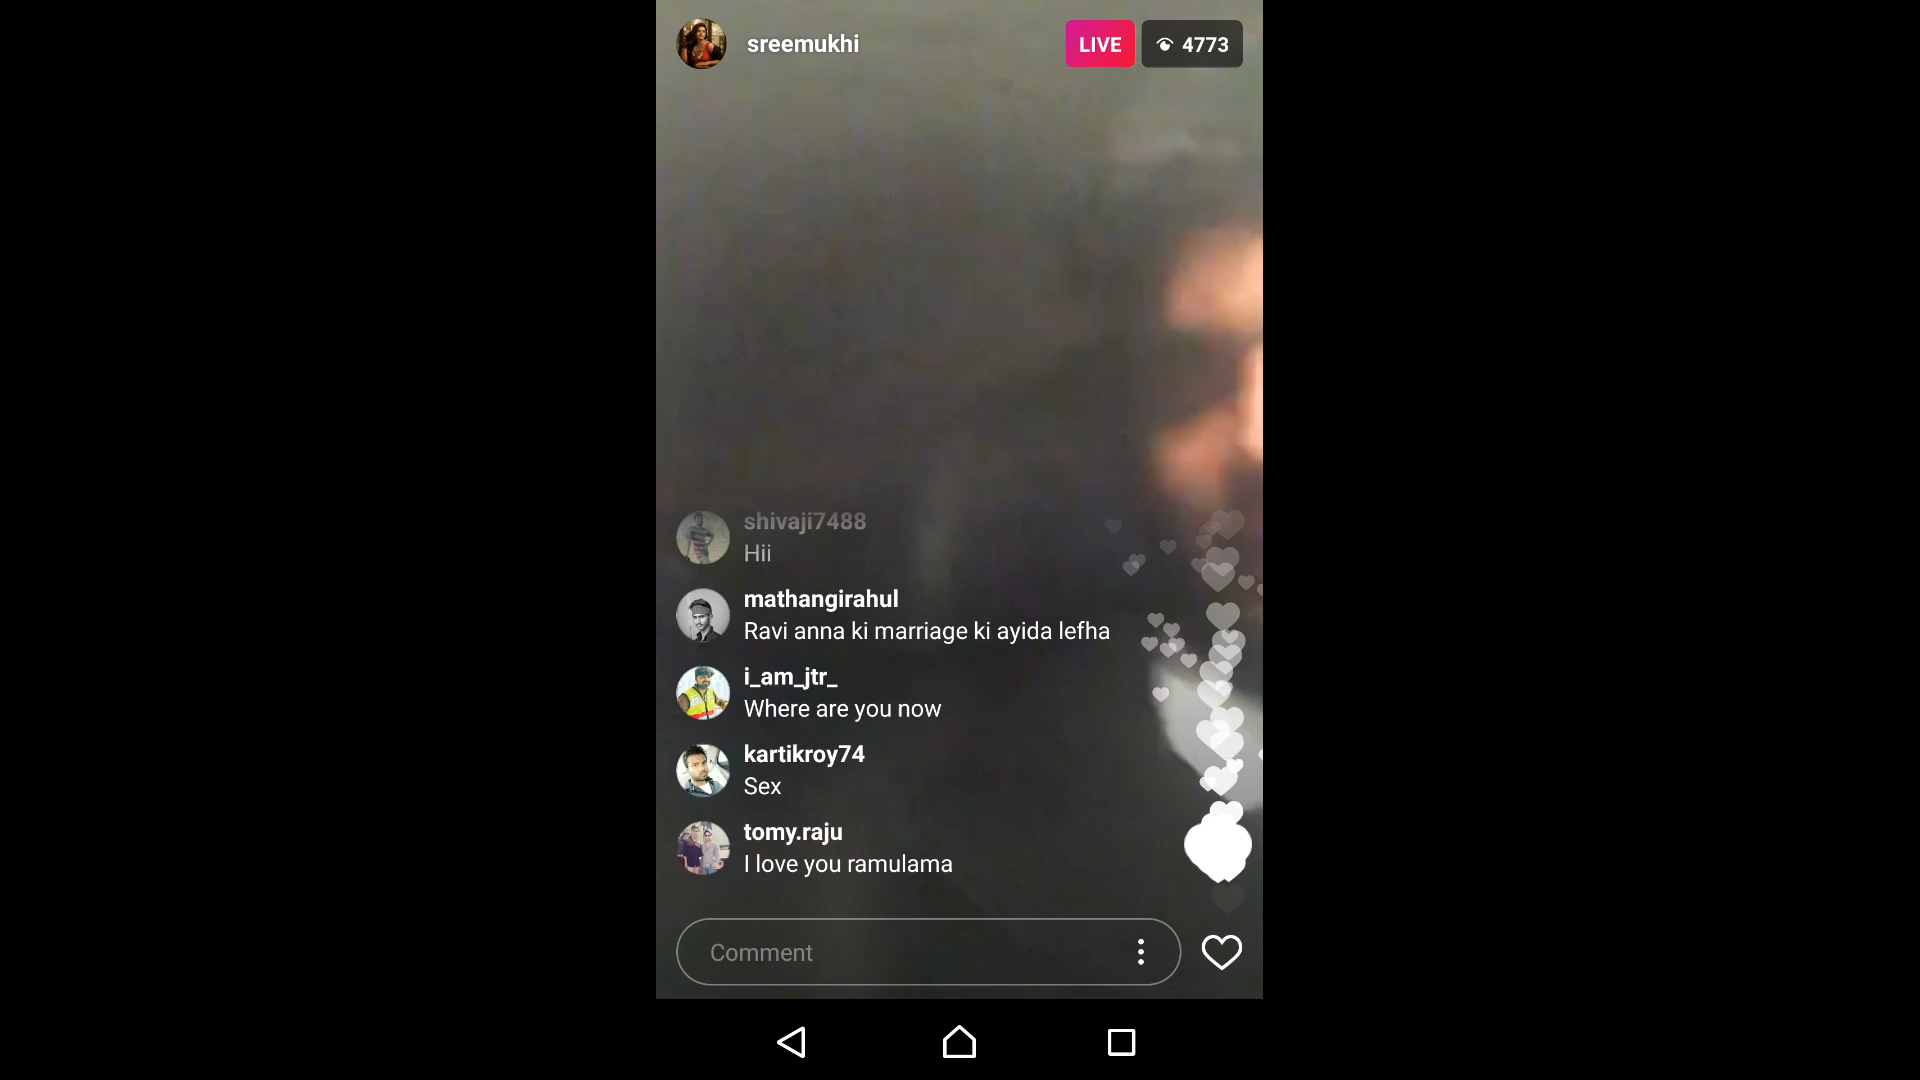 sreemukhi
LIVE
4773
shivaji7488
Hii
mathangirahul
Ravi anna ki marriage ki ayida lefha
i_am_jtr_
Where are you now
kartikroy74
Sex
tomy.raju
I love you ramulama
Comment